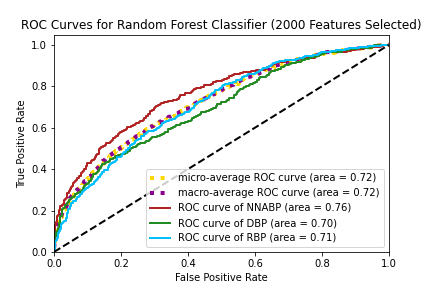 ROC Curves for Random Forest Classifier (2000 Features Selected)
True Positive Rate
1.0
0.8
0.6
0.4
0.2
0.0
micro-average ROC curve (area = 0.72)
macro-average ROC curve (area = 0.72)
ROC curve of NNABP (area = 0.76)
ROC curve of DBP (area = 0.70)
ROC curve of RBP (area = 0.71)
0.0 0.2 0.4 0.6 0.8 1.0
False Positive Rate